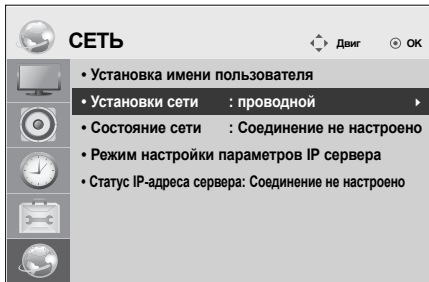 СЕТЬ Двиг ОК
• Установка имени пользователя
• Установки сети : проводной
• Состояние сети : Соединение не настроено
• Режим настройки параметров IP сервера
• Статус IP-адреса сервера: Соединение не настроено